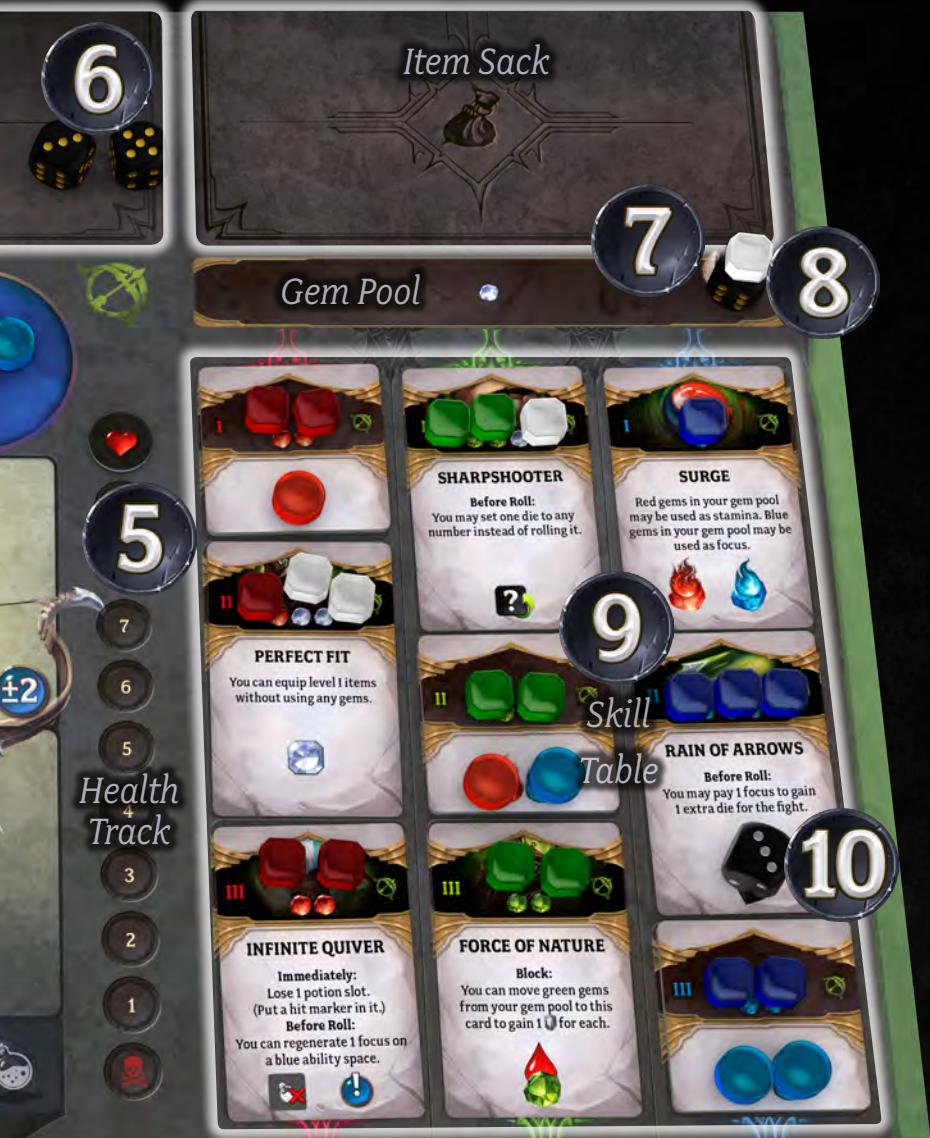 6
Item Sack
7
8
Gem Pool
I
I
SHARPSHOOTER
Before Roll:
You may set one die to any
number instead of rolling it.
?
SURGE
Red gems in your gem pool
may be used as stamina. Blue
gems in your gem pool may be
used as focus.
5
7
6
5
Health
4
Track
3
2
1
±2
II
PERFECT FIT
You can equip level I items
without using any gems.
9
II
Skill
Table
II
RAIN OF ARROWS
Before Roll:
You may pay 1 focus to gain
1 extra die for the fight.
10
III
INFINITE QUIVER
Immediately:
Lose 1 potion slot.
(Put a hit marker in it.)
Before Roll:
You can regenerate 1 focus on
a blue ability space.
!
III
FORCE OF NATURE
Block:
You can move green gems
from your gem pool to this
card to gain 1 for each.
III